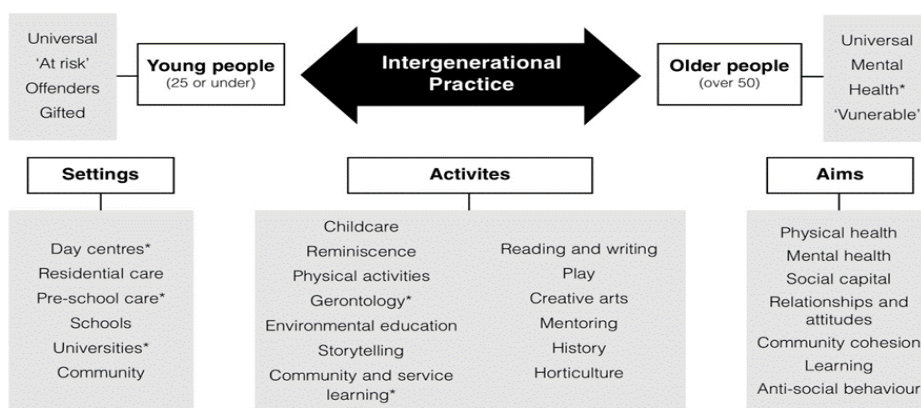 Universal
'At risk'
Offenders
Gifted
Young people
(25 or under)
Intergenerational
Practice
Older people
(over 50)
Universal
Mental
Health*
'Vunerable'
Settings
Day centres*
Residential care
Pre-school care*
Schools
Universities*
Community
Activites
Childcare
Reminiscence
Physical activities
Gerontology*
Environmental education
Storytelling
Community and service
learning*
Reading and writing
Play
Creative arts
Mentoring
History
Horticulture
Aims
Physical health
Mental health
Social capital
Relationships and
attitudes
Community cohesion
Learning
Anti-social behaviour